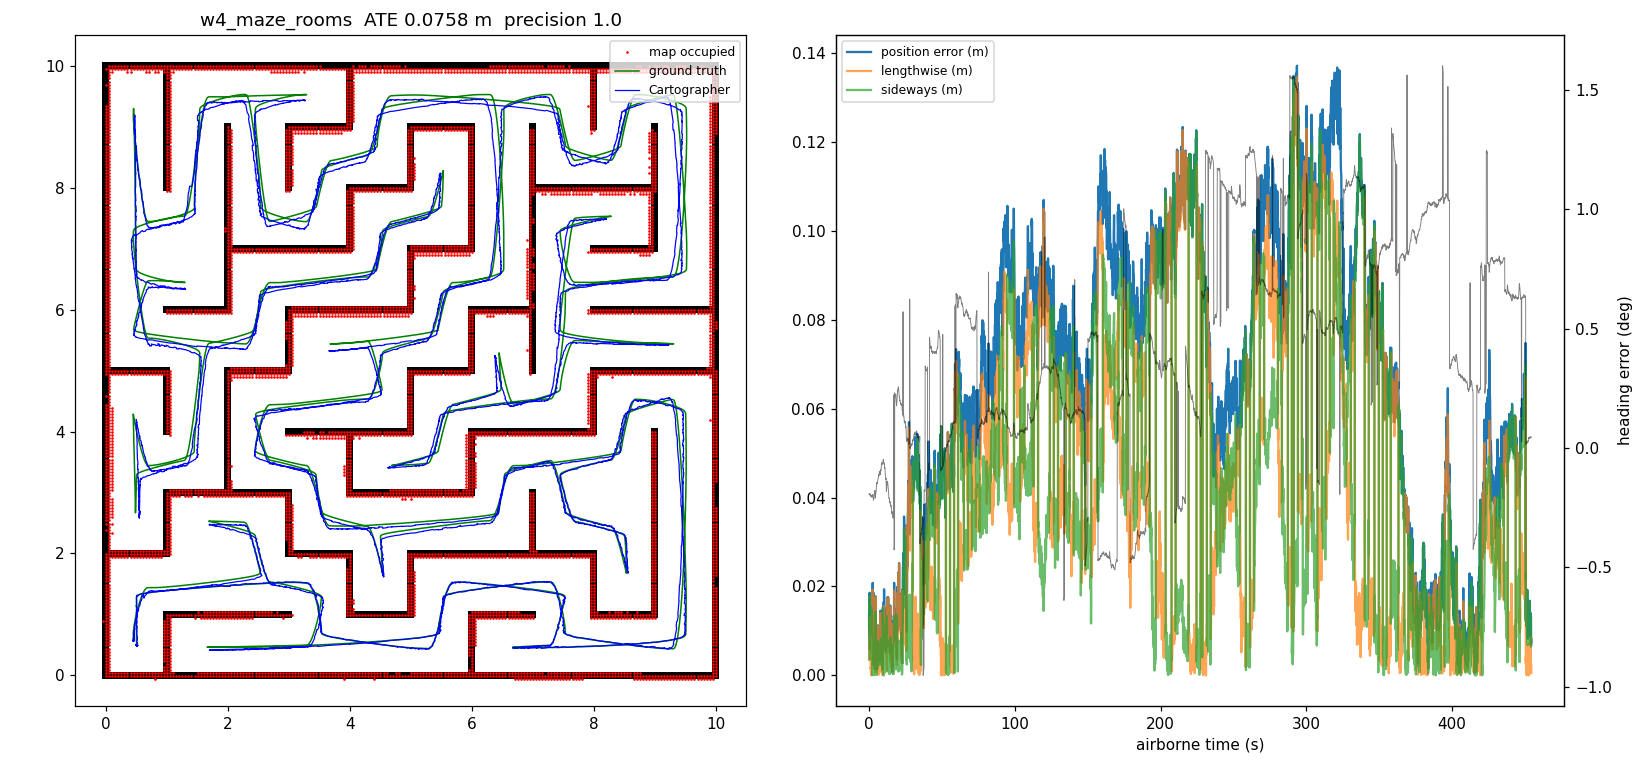 w4_maze_rooms ATE 0.0758 m precision 1.0
map occupied
ground truth
Cartographer
10
8
6
4
2
0
0 2 4 6 8 10
position error (m)
lengthwise (m)
sideways (m)
0.14
0.12
0.10
0.08
0.06
0.04
0.02
0.00
0 100 200 300 400
airborne time (s)
1.5
1.0
0.5
0.0
−0.5
−1.0
heading error (deg)